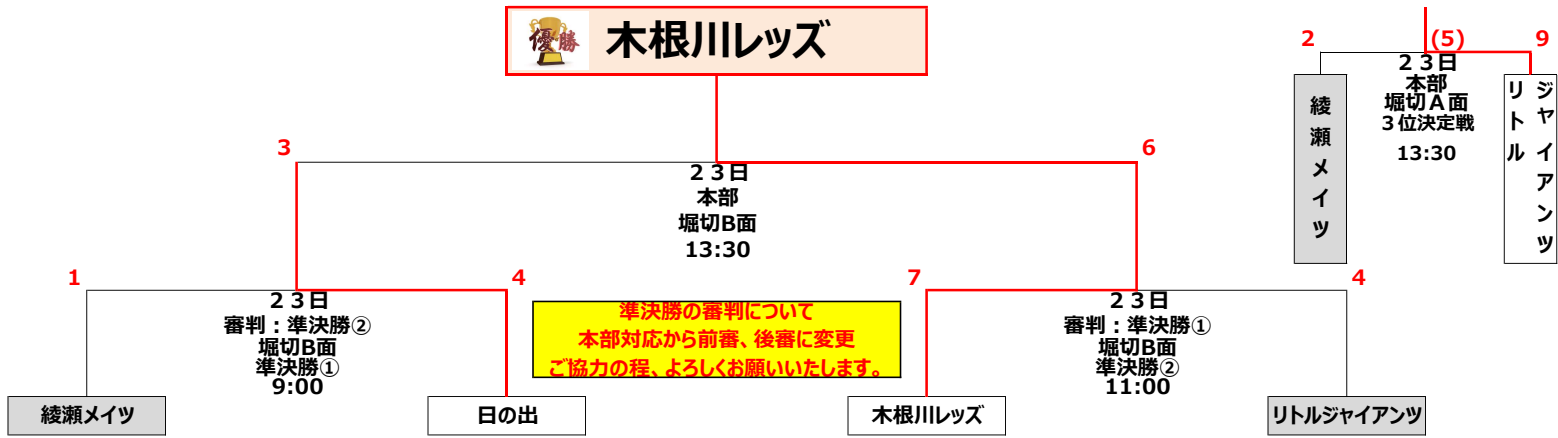 優勝
木根川レッズ
2
(5)
9
２３日
本部
堀切Ａ面
３位決定戦
13:30
綾瀬メイツ
リトル
ジャイアンツ
3
6
２３日
本部
堀切B面
13:30
1
4
２３日
審判：準決勝②
堀切B面
準決勝①
9:00
準決勝の審判について
本部対応から前審、後審に変更
ご協力の程、よろしくお願いいたします。
7
4
２３日
審判：準決勝①
堀切B面
準決勝②
11:00
綾瀬メイツ
日の出
木根川レッズ
リトルジャイアンツ